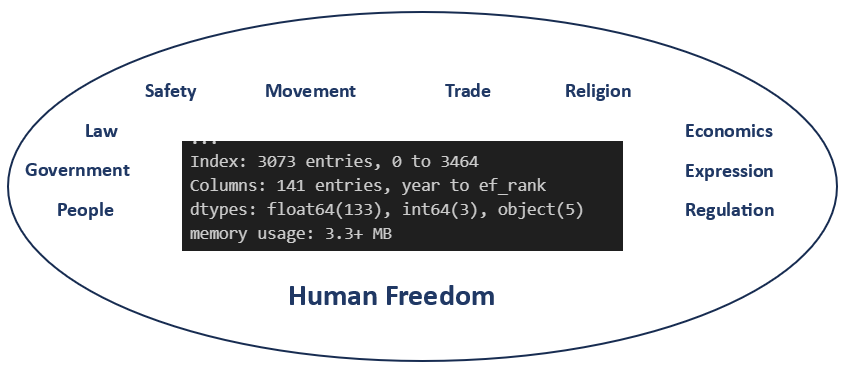 Safety Movement Trade Religion
Law Economics
Government Expression
People Regulation
...
Index: 3073 entries, 0 to 3464
Columns: 141 entries, year to ef_rank
dtypes: float64(133), int64(3), object(5)
memory usage: 3.3+ MB
Human Freedom